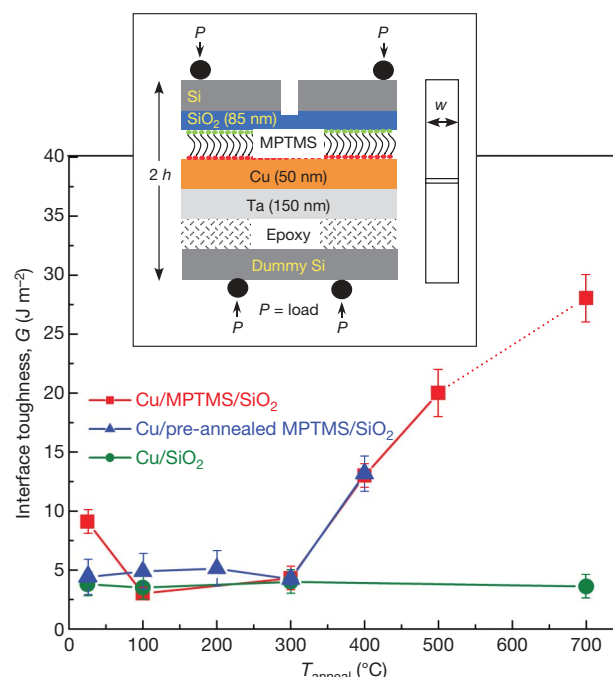 P
P
Si
SiO₂ (85 nm)
MPTMS
Cu (50 nm)
Ta (150 nm)
Epoxy
Dummy Si
2 h
w
P
P = load
P
Interface toughness, G (J m⁻²)
40
35
30
25
20
15
10
5
0
Cu/MPTMS/SiO₂
Cu/pre-annealed MPTMS/SiO₂
Cu/SiO₂
0
100
200
300
400
500
600
700
T_anneal (°C)